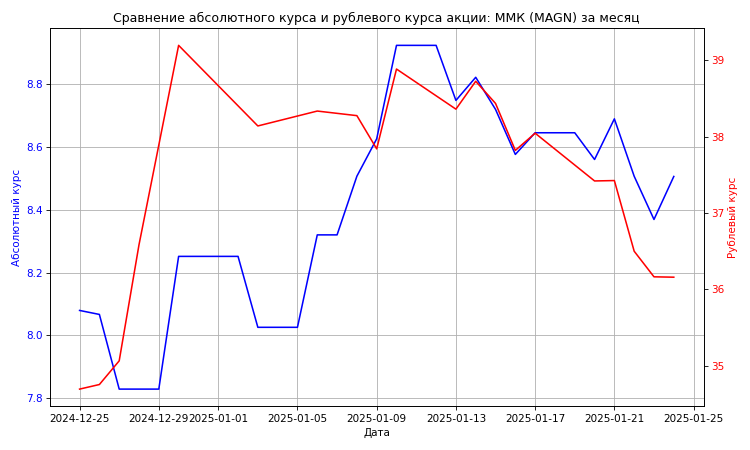 Сравнение абсолютного курса и рублевого курса акции: ММК (MAGN) за месяц
Абсолютный курс
8.8
8.6
8.4
8.2
8.0
7.8
39
38
37
36
35
Рублевый курс
2024-12-25 2024-12-29 2025-01-01 2025-01-05 2025-01-09 2025-01-13 2025-01-17 2025-01-21 2025-01-25
Дата